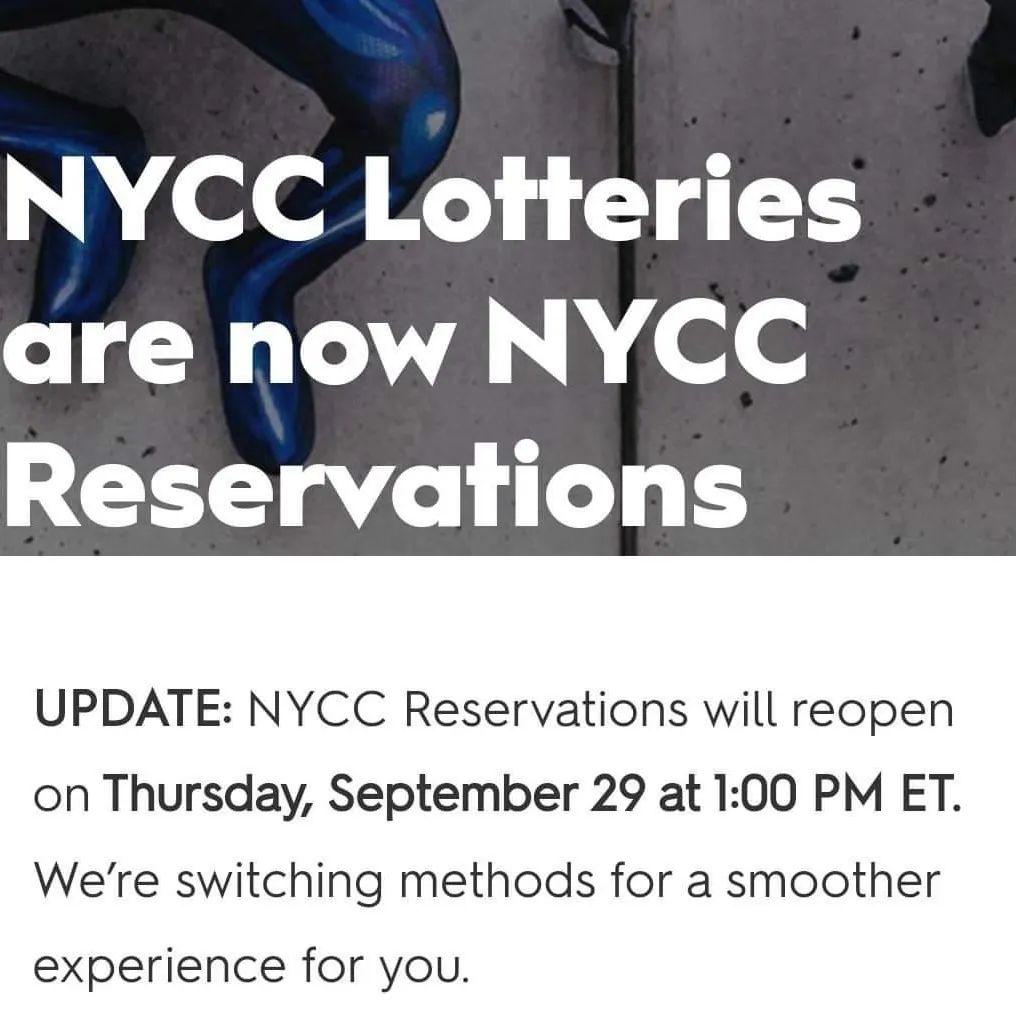 NYCC Lotteries
are now NYCC
Reservations
UPDATE: NYCC Reservations will reopen
on Thursday, September 29 at 1:00 PM ET.
We're switching methods for a smoother
experience for you.